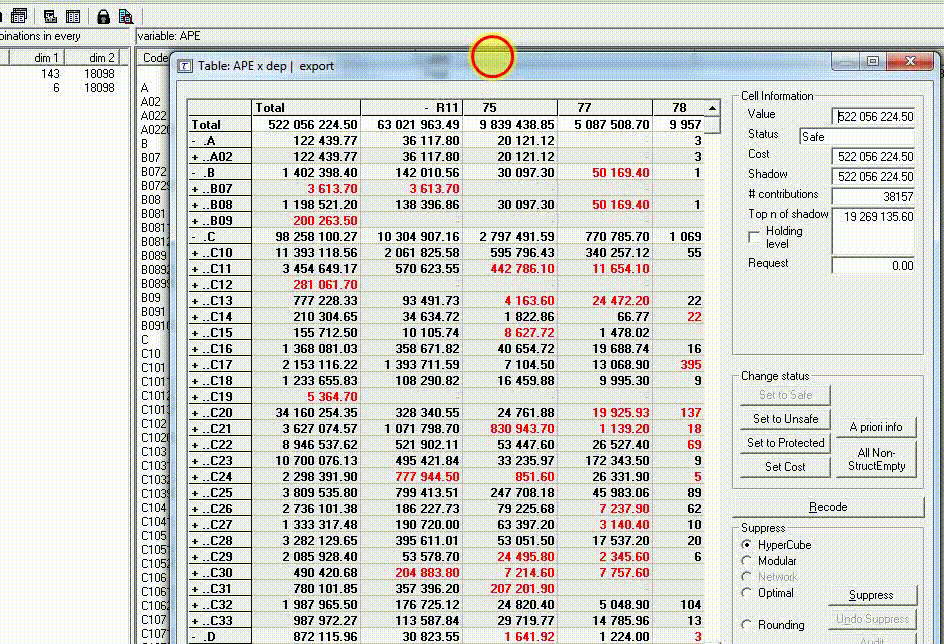 binations in every
variable: APE
dim 1 dim 2
143 18098
6 18098
Code
A
A02
A022
A0220
B
B07
B072
B0729
B08
B081
B0811
B0812
B089
B0891
B0892
B0893
B0899
B09
B091
B0910
C
C10
C101
C1011
C1012
C1013
C102
C1020
C103
C1031
C1032
C1039
C104
C1041
C105
C1051
C1052
C106
C1061
C1062
C107
C1071
Table: APE x dep | export
Total - R11 75 77 78
Total 522 056 224.50 63 021 963.49 9 839 438.85 5 087 508.70 9 957
- .A 122 439.77 36 117.80 20 121.12 - 3
+ ..A02 122 439.77 36 117.80 20 121.12 - 3
- .B 1 402 398.40 142 010.56 30 097.30 50 169.40 1
+ ..B07 3 613.70 3 613.70 - -
+ ..B08 1 198 521.20 138 396.86 30 097.30 50 169.40 1
+ ..B09 200 263.50 - - -
- .C 98 258 100.27 10 304 907.16 2 797 491.59 770 785.70 1 069
+ ..C10 11 393 118.56 2 061 825.58 595 796.43 340 257.12 55
+ ..C11 3 454 649.17 570 623.55 442 786.10 11 654.10
+ ..C12 281 061.70 - - -
+ ..C13 777 228.33 93 491.73 4 163.60 24 472.20 22
+ ..C14 210 304.65 34 634.72 1 822.86 66.77 22
+ ..C15 155 712.50 10 105.74 8 627.72 1 478.02
+ ..C16 1 368 081.03 358 671.82 40 654.72 19 688.74 16
+ ..C17 2 153 116.22 1 393 711.59 7 104.50 13 068.90 395
+ ..C18 1 233 655.83 108 290.82 16 459.88 9 995.30 9
+ ..C19 5 364.70 - - -
+ ..C20 34 160 254.35 328 340.55 24 761.88 19 925.93 137
+ ..C21 3 627 074.57 1 071 798.70 830 943.70 1 139.20 18
+ ..C22 8 946 537.62 521 902.11 53 447.60 26 527.40 69
+ ..C23 10 700 076.13 495 421.84 33 235.97 172 343.50 9
+ ..C24 2 298 391.90 777 944.50 851.60 26 331.90 5
+ ..C25 3 809 535.80 799 413.51 247 708.18 45 983.06 89
+ ..C26 2 736 101.38 186 227.73 79 225.68 7 237.90 62
+ ..C27 1 333 317.48 190 720.00 63 397.20 3 140.40 10
+ ..C28 3 282 129.65 395 611.01 53 051.50 17 537.20 20
+ ..C29 2 085 928.40 53 578.70 24 495.80 2 345.60 6
+ ..C30 490 420.68 204 883.80 7 214.60 7 757.60
+ ..C31 780 101.85 357 396.20 207 201.90
+ ..C32 1 987 965.50 176 725.12 24 820.40 5 048.90 104
+ ..C33 987 972.27 113 587.84 29 719.77 14 785.96 13
- .D 872 115.96 30 823.55 1 641.92 1 224.00 3
Cell Information
Value 522 056 224.50
Status Safe
Cost 522 056 224.50
Shadow 522 056 224.50
# contributions 38157
Top n of shadow 19 269 135.60
Holding
level
Request 0.00
Change status
Set to Safe
Set to Unsafe
Set to Protected
Set Cost
A priori info
All Non-
StructEmpty
Recode
Suppress
HyperCube
Modular
Network
Optimal
Rounding
Suppress
Undo Suppress
Audit